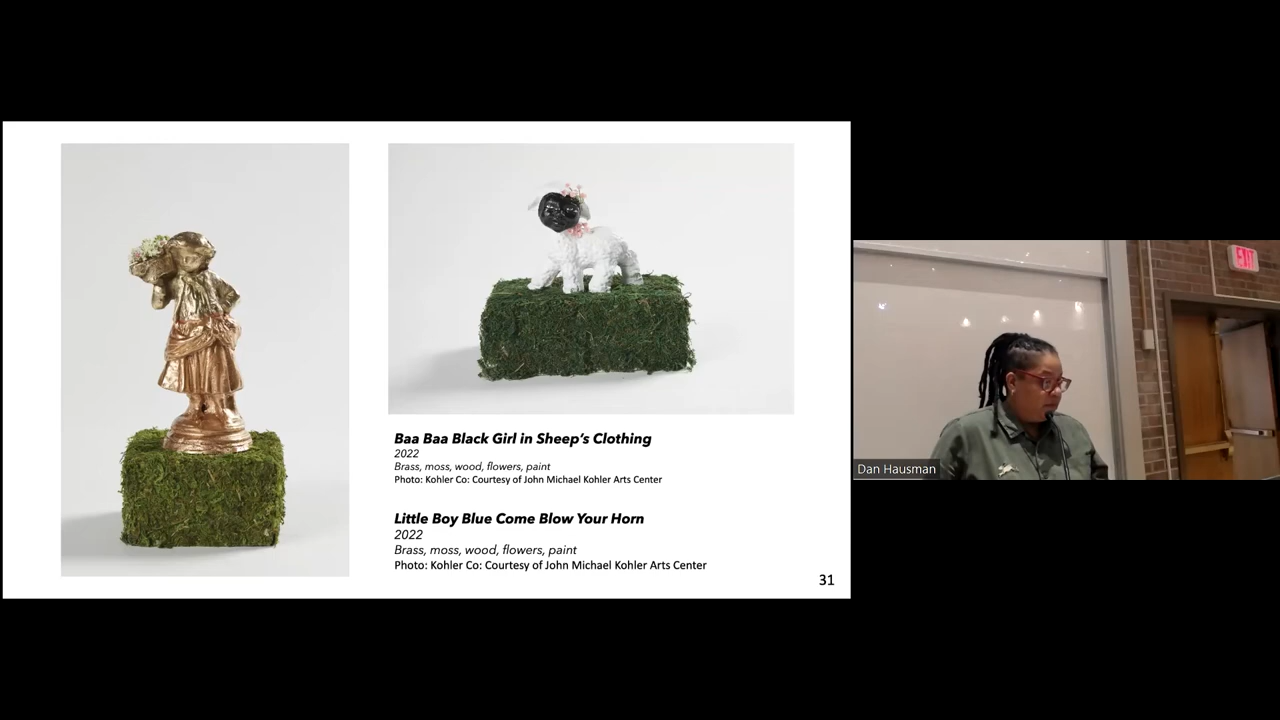 Baa Baa Black Girl in Sheep's Clothing
2022
Brass, moss, wood, flowers, paint
Photo: Kohler Co: Courtesy of John Michael Kohler Arts Center
Little Boy Blue Come Blow Your Horn
2022
Brass, moss, wood, flowers, paint
Photo: Kohler Co: Courtesy of John Michael Kohler Arts Center
31
EXIT
Dan Hausman